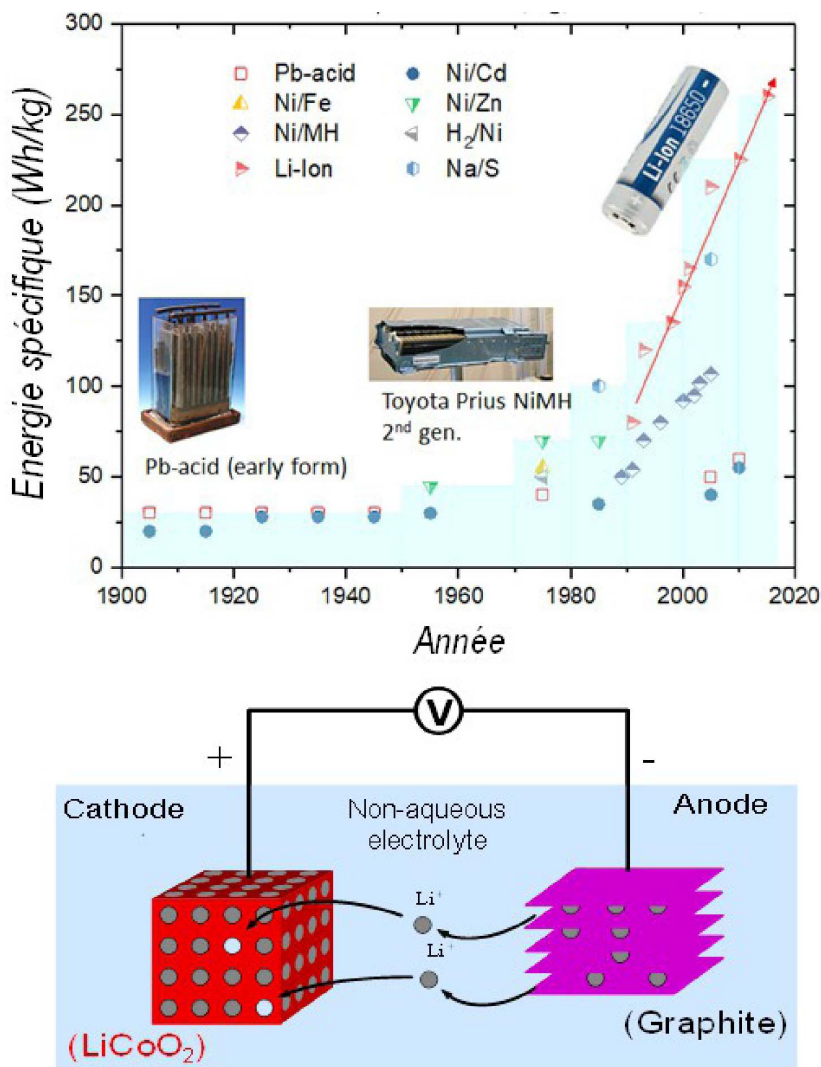 300
250
200
150
100
50
0
Energie spécifique (Wh/kg)
Pb-acid
Ni/Cd
Ni/Fe
Ni/Zn
Ni/MH
H₂/Ni
Li-Ion
Na/S
Li-Ion 18650
Pb-acid (early form)
Toyota Prius NiMH
2nd gen.
1900 1920 1940 1960 1980 2000 2020
Année
V
+
-
Cathode
Non-aqueous
electrolyte
Anode
Li⁺
Li⁺
(LiCoO₂)
(Graphite)